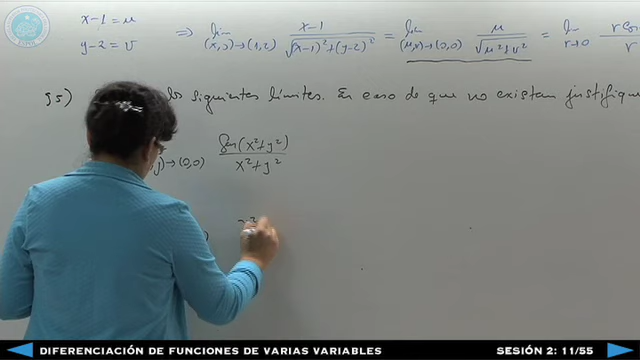 x-1 = u
y-2 = v
⇒ lim (x,y)→(1,2) x-1 / √(x-1)²+(y-2)² = lim (u,v)→(0,0) u / √u²+v² = lim r→0 r cos / r
los siguientes límites. En caso de que no existan justifique
)→(0,0) sen(x²+y²) / x²+y²
DIFERENCIACIÓN DE FUNCIONES DE VARIAS VARIABLES
SESIÓN 2: 11/55